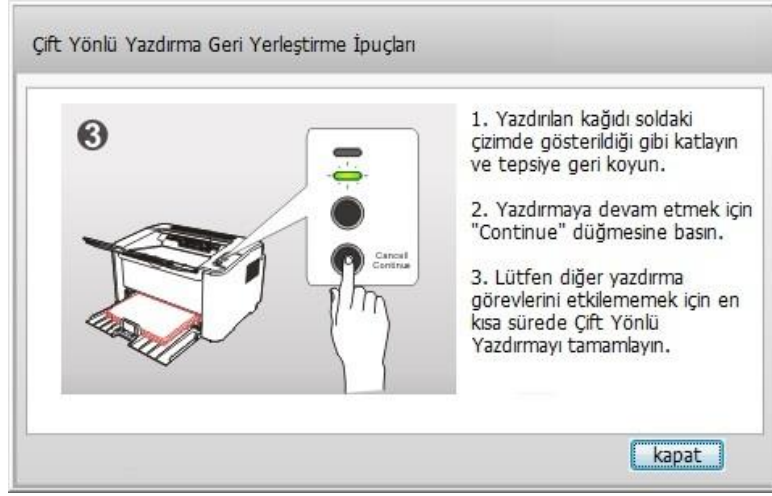 Çift Yönlü Yazdırma Geri Yerleştirme İpuçları
3
Cancel
Continue
1. Yazdırılan kağıdı soldaki
çizimde gösterildiği gibi katlayın
ve tepsiye geri koyun.
2. Yazdırmaya devam etmek için
"Continue" düğmesine basın.
3. Lütfen diğer yazdırma
görevlerini etkilememek için en
kısa sürede Çift Yönlü
Yazdırmayı tamamlayın.
kapat